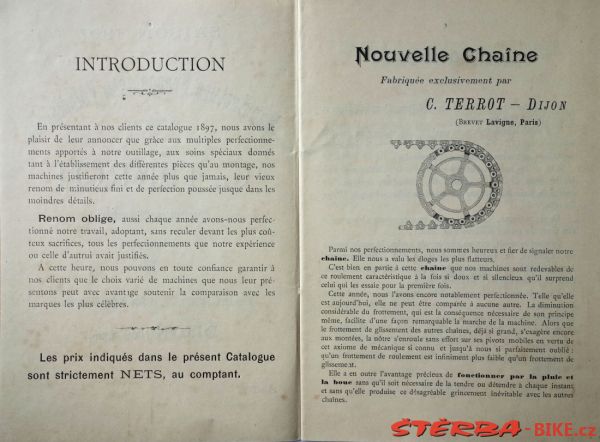 INTRODUCTION
En présentant à nos clients ce catalogue 1897, nous avons le
plaisir de leur annoncer que grâce aux multiples perfectionne-
ments apportés à notre outillage, aux soins spéciaux donnés
tant à l'établissement des différentes pièces qu'au montage, nos
machines justifieront cette année plus que jamais, leur vieux
renom de minutieux fini et de perfection poussée jusque dans les
moindres détails.
Renom oblige, aussi chaque année avons-nous perfec-
tionné notre travail, adoptant, sans reculer devant les plus coû-
teux sacrifices, tous les perfectionnements que notre expérience
ou celle d'autrui avait justifiés.
A cette heure, nous pouvons en toute confiance garantir à
nos clients que le choix varié de machines que nous leur pré-
sentons peut avec avantage soutenir la comparaison avec les
marques les plus célèbres.
Les prix indiqués dans le présent Catalogue
sont strictement NETS, au comptant.
Nouvelle Chaîne
Fabriquée exclusivement par
C. TERROT — DIJON
(BREVET Lavigne, Paris)
Parmi nos perfectionnements, nous sommes heureux et fier de signaler notre
chaîne. Elle nous a valu les éloges les plus flatteurs.
C'est bien en partie à cette chaîne que nos machines sont redevables de
ce roulement caractéristique à la fois si doux et si silencieux qu'il surprend
celui qui les essaie pour la première fois.
Cette année, nous l'avons encore notablement perfectionnée. Telle qu'elle
est aujourd'hui, elle ne peut être comparée à aucune autre. La diminution
considérable du frottement, qui est la conséquence nécessaire de son principe
même, facilite d'une façon remarquable la marche de la machine. Alors que
le frottement de glissement des autres chaînes, déjà si grand, s'exagère encore
aux montées, la nôtre s'enroule sans effort sur ses pivots mobiles en vertu de
cet axiome de mécanique si connu et jusqu'à nous si parfaitement oublié :
qu'un frottement de roulement est infiniment plus faible qu'un frottement de
glissement.
Elle a en outre l'avantage précieux de fonctionner par la pluie et
la boue sans qu'il soit nécessaire de la tendre ou détendre à chaque instant
et sans qu'elle produise ce désagréable grincement inévitable avec les autres
chaînes.
ŠTĚRBA-BIKE.cz